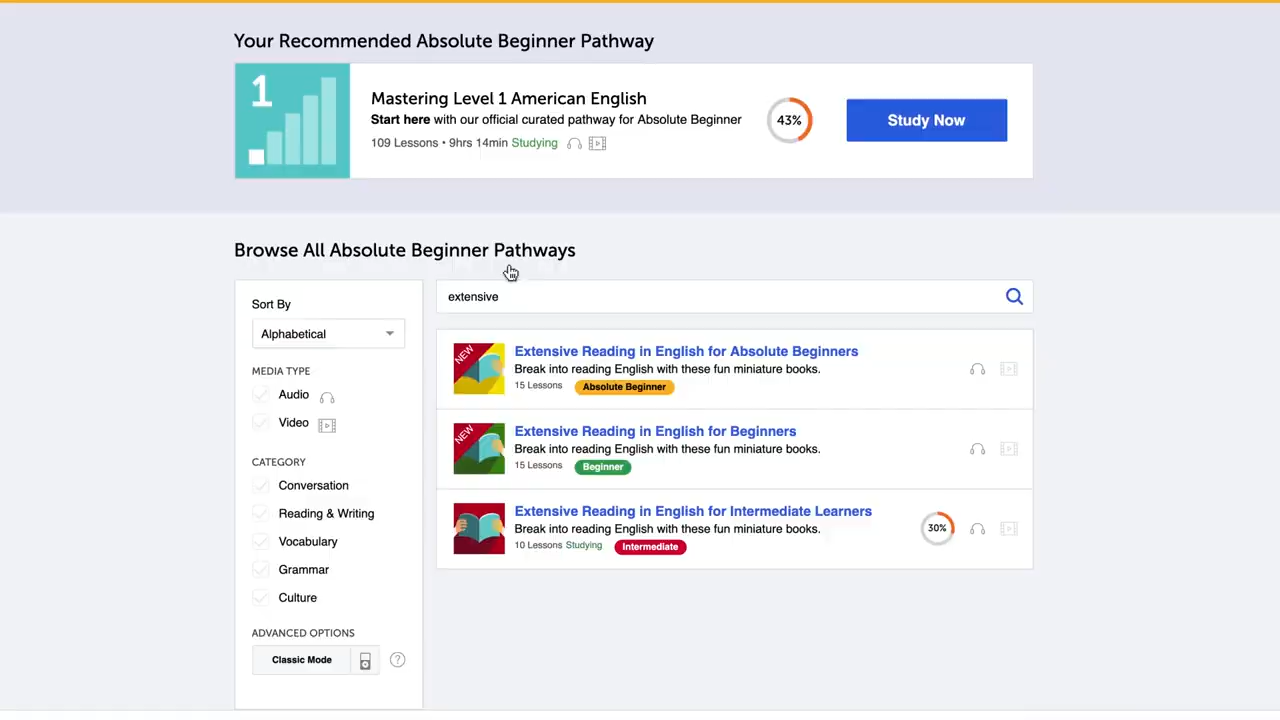 Your Recommended Absolute Beginner Pathway
1
Mastering Level 1 American English
Start here with our official curated pathway for Absolute Beginner
109 Lessons • 9hrs 14min Studying
43%
Study Now
Browse All Absolute Beginner Pathways
Sort By
Alphabetical
MEDIA TYPE
Audio
Video
CATEGORY
Conversation
Reading & Writing
Vocabulary
Grammar
Culture
ADVANCED OPTIONS
Classic Mode
?
extensive
NEW
Extensive Reading in English for Absolute Beginners
Break into reading English with these fun miniature books.
15 Lessons Absolute Beginner
NEW
Extensive Reading in English for Beginners
Break into reading English with these fun miniature books.
15 Lessons Beginner
Extensive Reading in English for Intermediate Learners
Break into reading English with these fun miniature books.
10 Lessons Studying Intermediate
30%